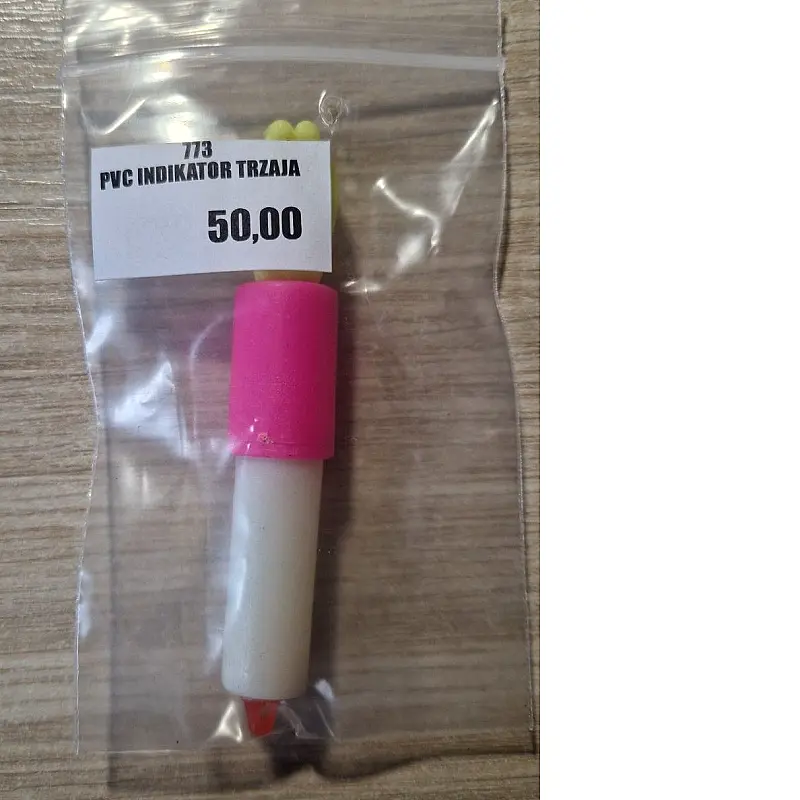 773
PVC INDIKATOR TRZAJA
50,00